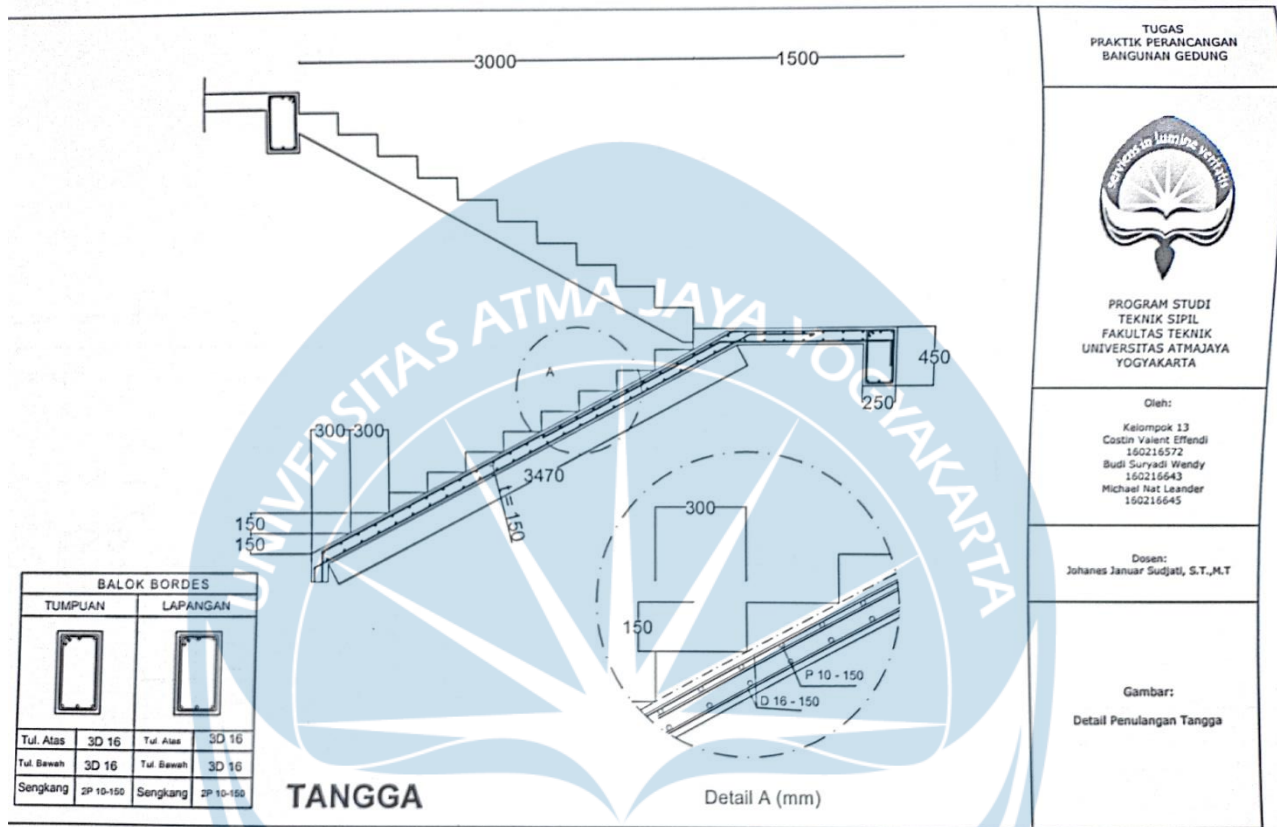 3000
1500
TUGAS
PRAKTIK PERANCANGAN
BANGUNAN GEDUNG
serviens in lumine veritatis
PROGRAM STUDI
TEKNIK SIPIL
FAKULTAS TEKNIK
UNIVERSITAS ATMAJAYA
YOGYAKARTA
Oleh:
Kelompok 13
Costin Valent Effendi
160216572
Budi Suryadi Wendy
160216643
Michael Nat Leander
160216645
Dosen:
Johanes Januar Sudjati, S.T.,M.T
Gambar:
Detail Penulangan Tangga
UNIVERSITAS ATMA JAYA YOGYAKARTA
A
450
250
300 300
3470
= 150
150
150
300
150
P 10 - 150
D 16 - 150
BALOK BORDES
TUMPUAN LAPANGAN
Tul. Atas 3D 16 Tul. Atas 3D 16
Tul. Bawah 3D 16 Tul. Bawah 3D 16
Sengkang 2P 10-150 Sengkang 2P 10-150
TANGGA
Detail A (mm)